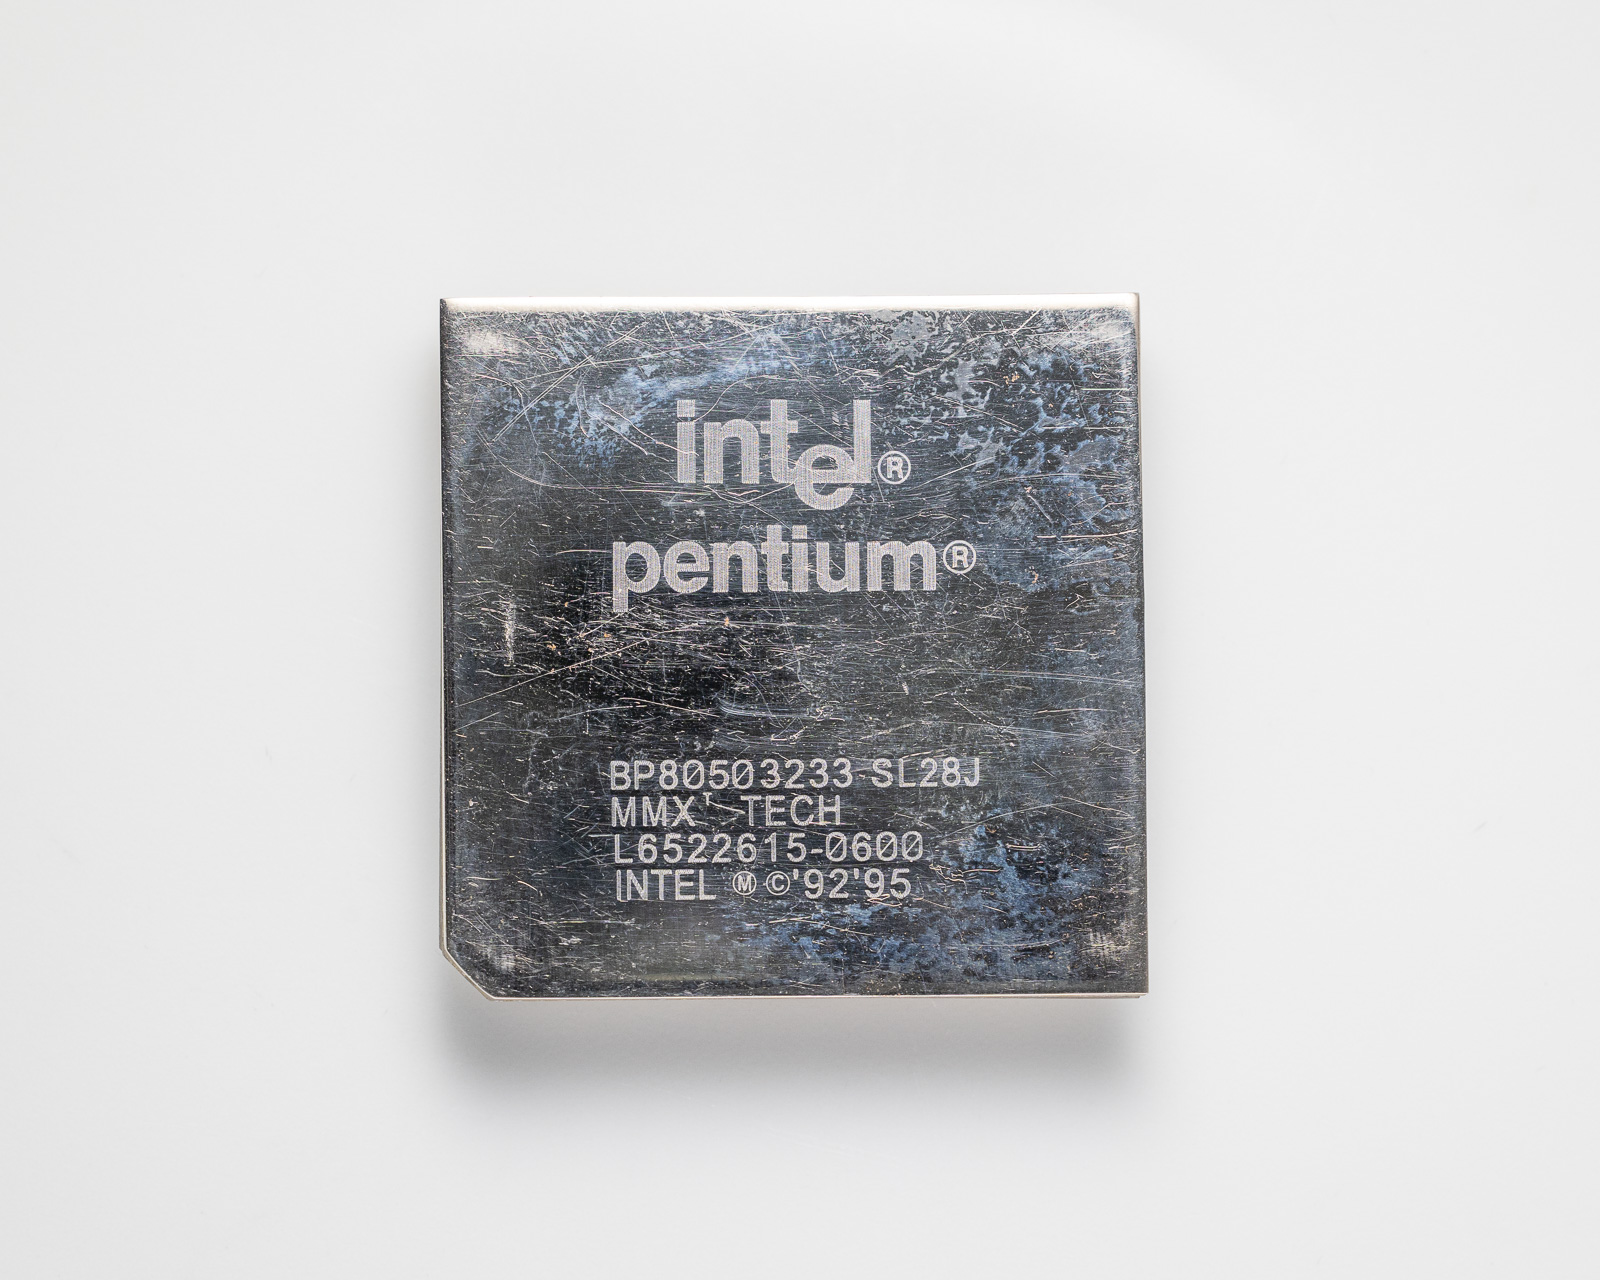 intel®
pentium®
BP80503233 SL28J
MMX™ TECH
L6522615-0600
INTEL Ⓜ ©'92'95